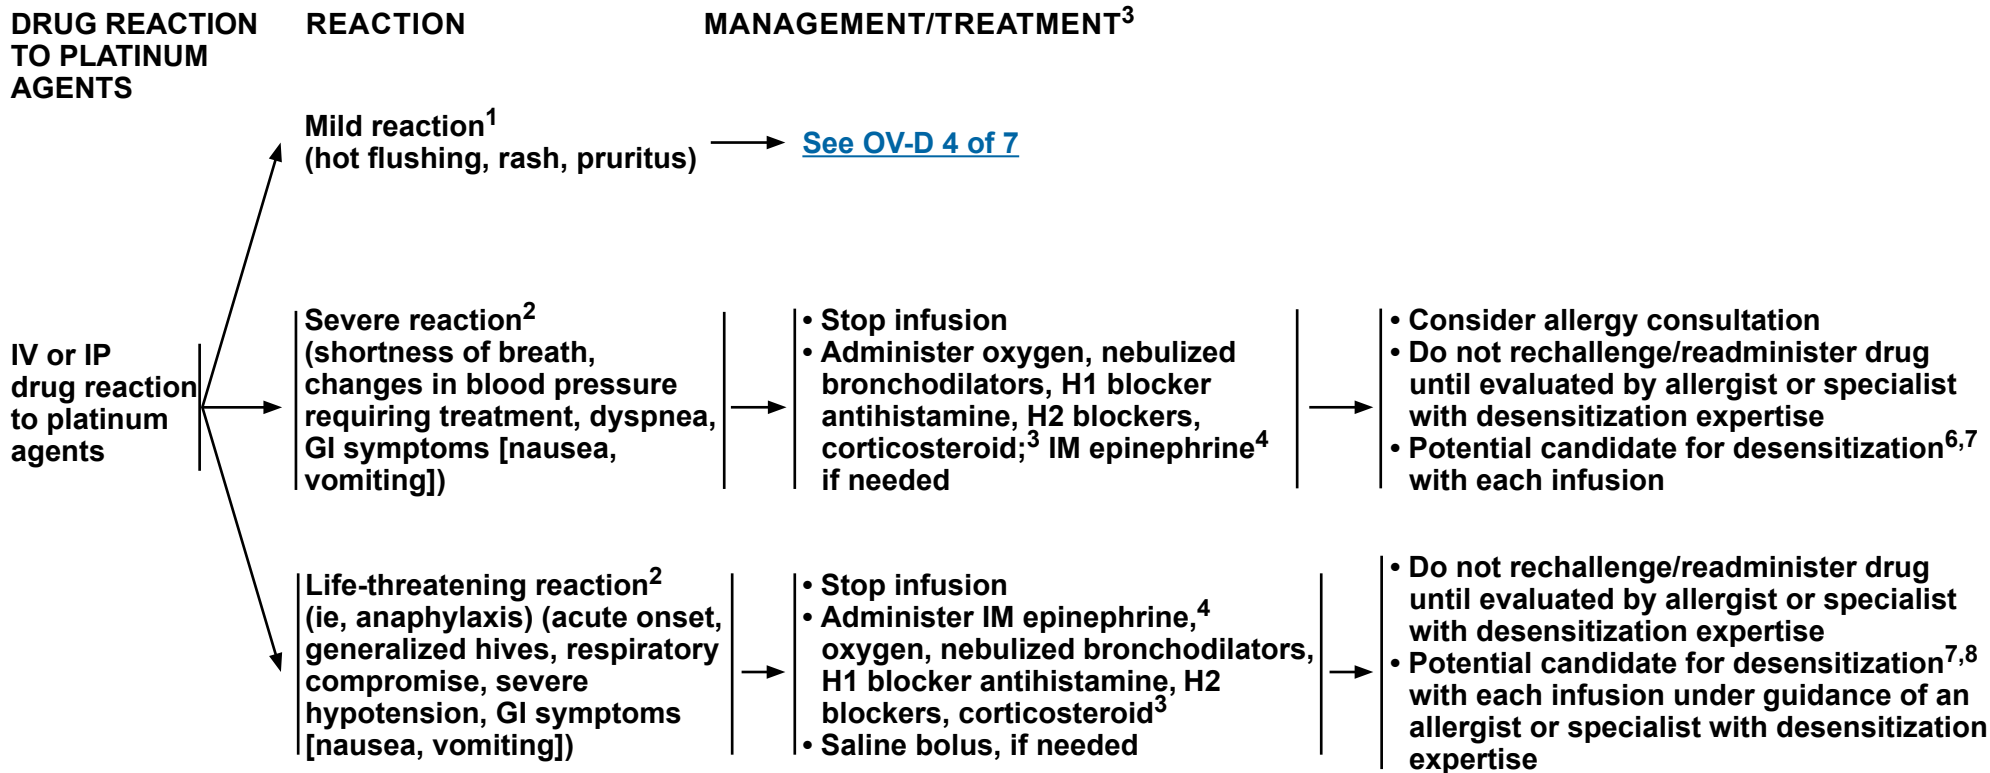 DRUG REACTION
TO PLATINUM
AGENTS
REACTION
MANAGEMENT/TREATMENT3
Mild reaction1
(hot flushing, rash, pruritus)
See OV-D 4 of 7
IV or IP
drug reaction
to platinum
agents
Severe reaction2
(shortness of breath,
changes in blood pressure
requiring treatment, dyspnea,
GI symptoms [nausea,
vomiting])
• Stop infusion
• Administer oxygen, nebulized
bronchodilators, H1 blocker
antihistamine, H2 blockers,
corticosteroid;3 IM epinephrine4
if needed
• Consider allergy consultation
• Do not rechallenge/readminister drug
until evaluated by allergist or specialist
with desensitization expertise
• Potential candidate for desensitization6,7
with each infusion
Life-threatening reaction2
(ie, anaphylaxis) (acute onset,
generalized hives, respiratory
compromise, severe
hypotension, GI symptoms
[nausea, vomiting])
• Stop infusion
• Administer IM epinephrine,4
oxygen, nebulized bronchodilators,
H1 blocker antihistamine, H2
blockers, corticosteroid3
• Saline bolus, if needed
• Do not rechallenge/readminister drug
until evaluated by allergist or specialist
with desensitization expertise
• Potential candidate for desensitization7,8
with each infusion under guidance of an
allergist or specialist with desensitization
expertise